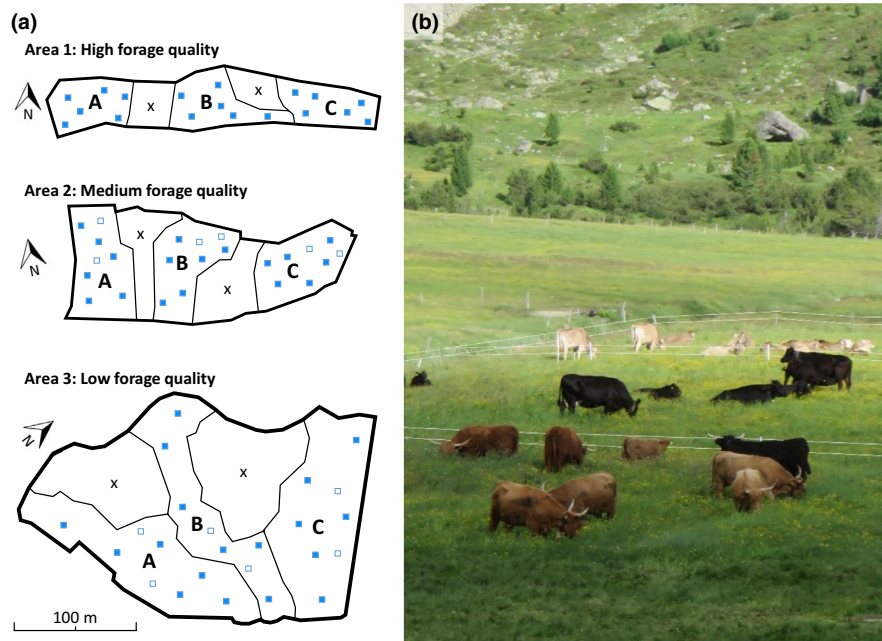 (a)
Area 1: High forage quality
A
x
B
x
C
N
Area 2: Medium forage quality
x
B
C
A
x
N
Area 3: Low forage quality
N
x
x
B
C
A
100 m
(b)